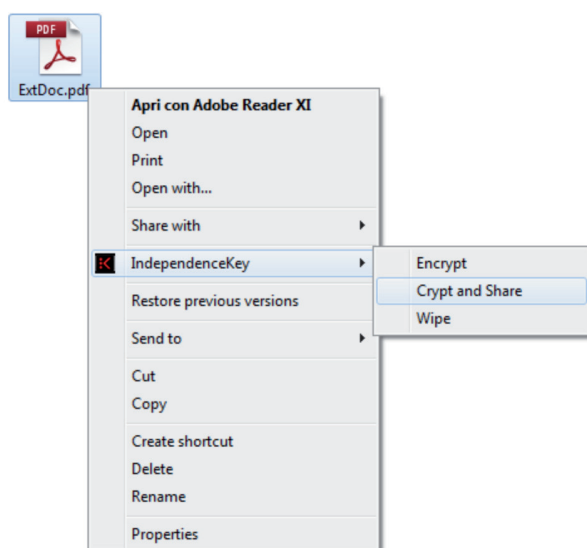 PDF
ExtDoc.pdf
Apri con Adobe Reader XI
Open
Print
Open with...
Share with
IndependenceKey
Encrypt
Crypt and Share
Wipe
Restore previous versions
Send to
Cut
Copy
Create shortcut
Delete
Rename
Properties